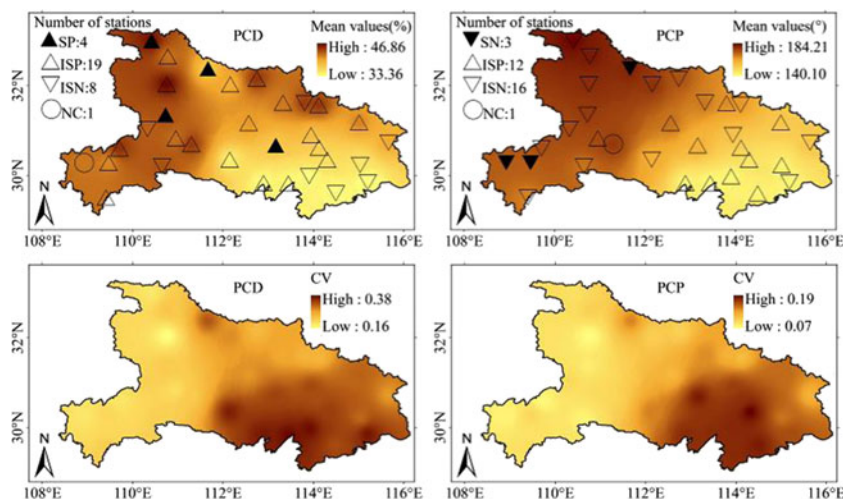 Number of stations
PCD
Mean values(%)
SP:4
High : 46.86
ISP:19
Low : 33.36
ISN:8
NC:1
32°N
30°N
N
108°E
110°E
112°E
114°E
116°E
Number of stations
PCP
Mean values(°)
SN:3
High : 184.21
ISP:12
Low : 140.10
ISN:16
NC:1
32°N
30°N
N
108°E
110°E
112°E
114°E
116°E
PCD
CV
High : 0.38
Low : 0.16
32°N
30°N
N
108°E
110°E
112°E
114°E
116°E
PCP
CV
High : 0.19
Low : 0.07
32°N
30°N
N
108°E
110°E
112°E
114°E
116°E